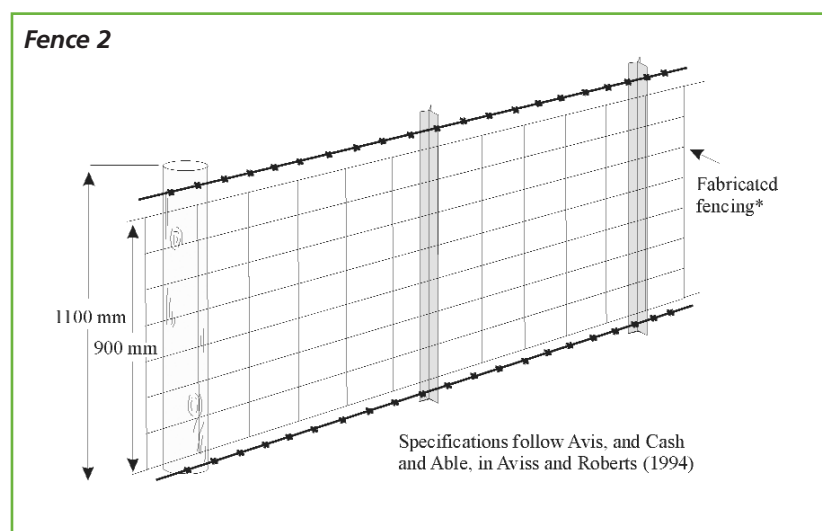 Fence 2
Fabricated
fencing*
1100 mm
900 mm
Specifications follow Avis, and Cash
and Able, in Aviss and Roberts (1994)